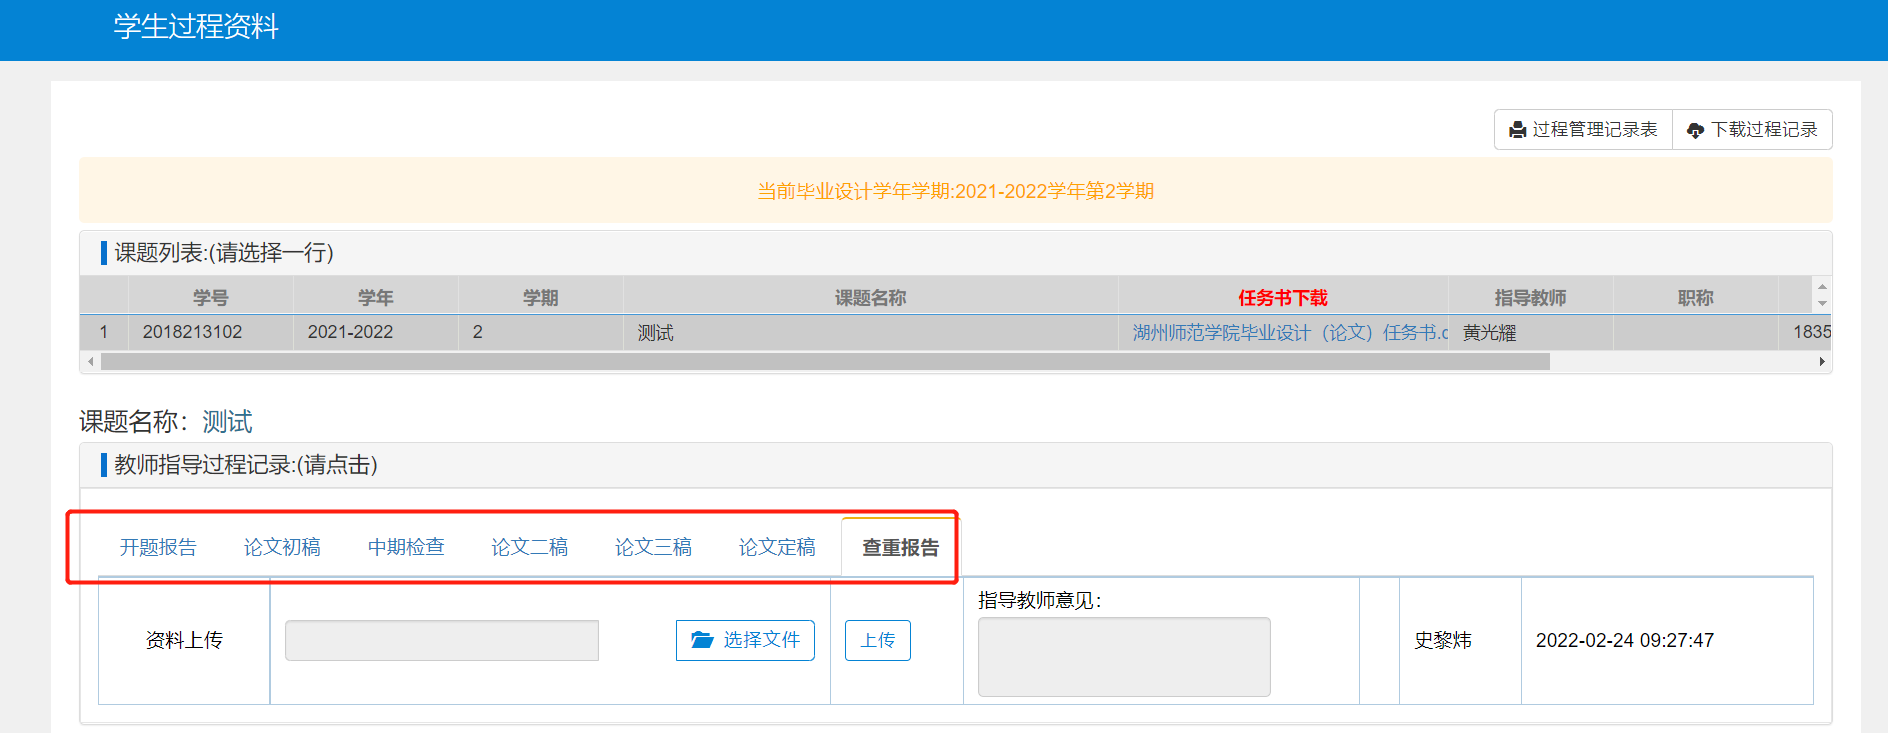 学生过程资料
过程管理记录表 下载过程记录
当前毕业设计学年学期:2021-2022学年第2学期
课题列表:(请选择一行)
学号 学年 学期 课题名称 任务书下载 指导教师 职称
1 2018213102 2021-2022 2 测试 湖州师范学院毕业设计（论文）任务书.c 黄光耀 1835
课题名称：测试
教师指导过程记录:(请点击)
开题报告 论文初稿 中期检查 论文二稿 论文三稿 论文定稿 查重报告
指导教师意见：
资料上传 选择文件 上传 史黎炜 2022-02-24 09:27:47